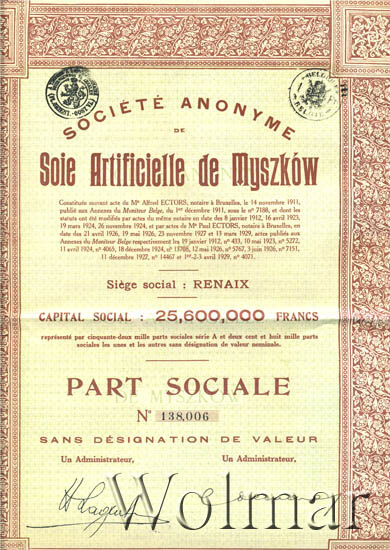 SOCIÉTÉ ANONYME
DE
Soie Artificielle de Myszków
Constituée suivant acte de Me Alfred ECTORS, notaire à Bruxelles, le 14 novembre 1911,
publié aux Annexes du Moniteur Belge, du 1er décembre 1911, sous le no 7188, et dont les
statuts ont été modifiés par actes du même notaire en date des 8 janvier 1912, 16 avril 1923,
19 mars 1924, 26 novembre 1924, et par actes de Me Paul ECTORS, notaire à Bruxelles, en
date des 21 avril 1926, 19 mai 1926, 23 novembre 1927 et 13 mars 1929, actes publiés aux
Annexes du Moniteur Belge respectivement les 19 janvier 1912, no 433, 10 mai 1923, no 5272,
11 avril 1924, no 4065, 18 décembre 1924, no 13788, 12 mai 1926, no 5767, 3 juin 1926, no 7151,
11 décembre 1927, no 14467 et 1er-2-3 avril 1929, no 4071.
Siège social : RENAIX
CAPITAL SOCIAL : 25,600,000 FRANCS
représenté par cinquante-deux mille parts sociales série A et deux cent et huit mille parts
sociales les unes et les autres sans désignation de valeur nominale.
DE MYSZKÓW
PART SOCIALE
No 138,006
SANS DÉSIGNATION DE VALEUR
Un Administrateur, Un Administrateur,
Wolmar